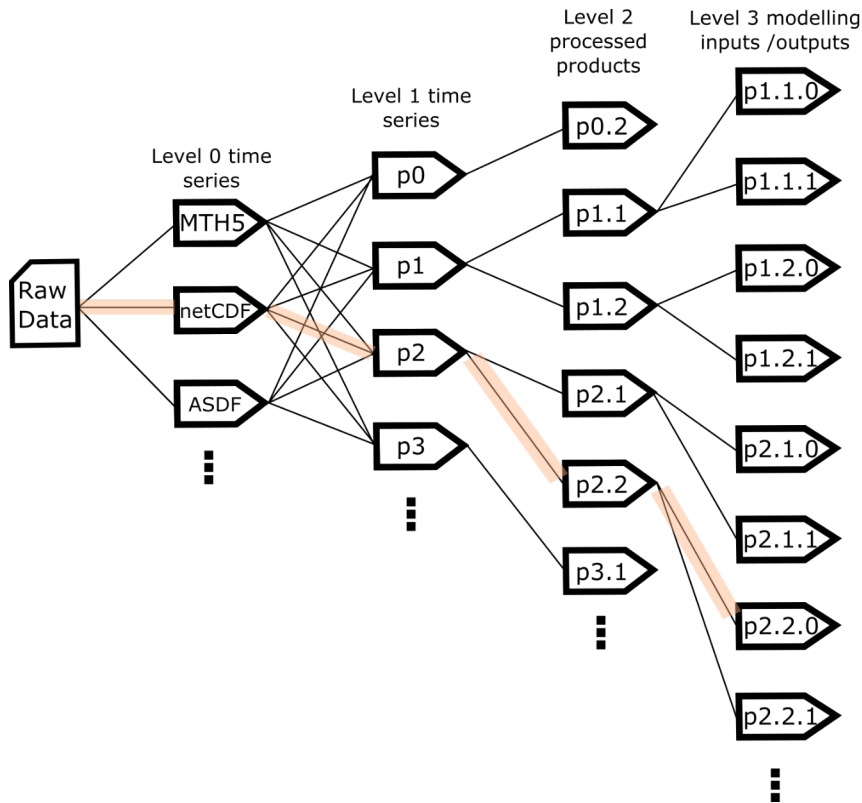 Level 2
processed
products
Level 3 modelling
inputs /outputs
Level 1 time
series
Level 0 time
series
Raw
Data
MTH5
netCDF
ASDF
p0
p1
p2
p3
p0.2
p1.1
p1.2
p2.1
p2.2
p3.1
p1.1.0
p1.1.1
p1.2.0
p1.2.1
p2.1.0
p2.1.1
p2.2.0
p2.2.1